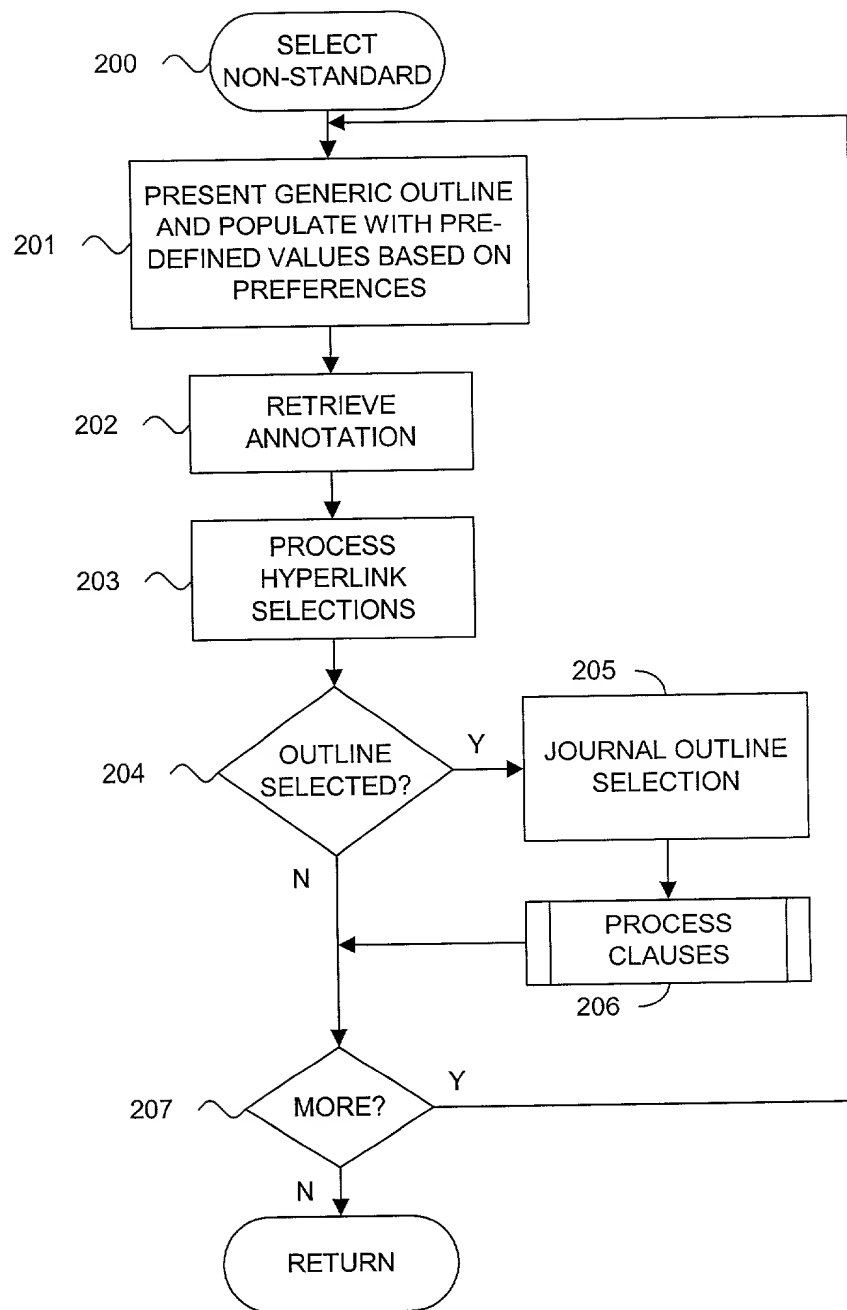 200
SELECT
NON-STANDARD
201
PRESENT GENERIC OUTLINE
AND POPULATE WITH PRE-
DEFINED VALUES BASED ON
PREFERENCES
202
RETRIEVE
ANNOTATION
203
PROCESS
HYPERLINK
SELECTIONS
204
OUTLINE
SELECTED?
Y
N
205
JOURNAL OUTLINE
SELECTION
PROCESS
CLAUSES
206
207
MORE?
Y
N
RETURN